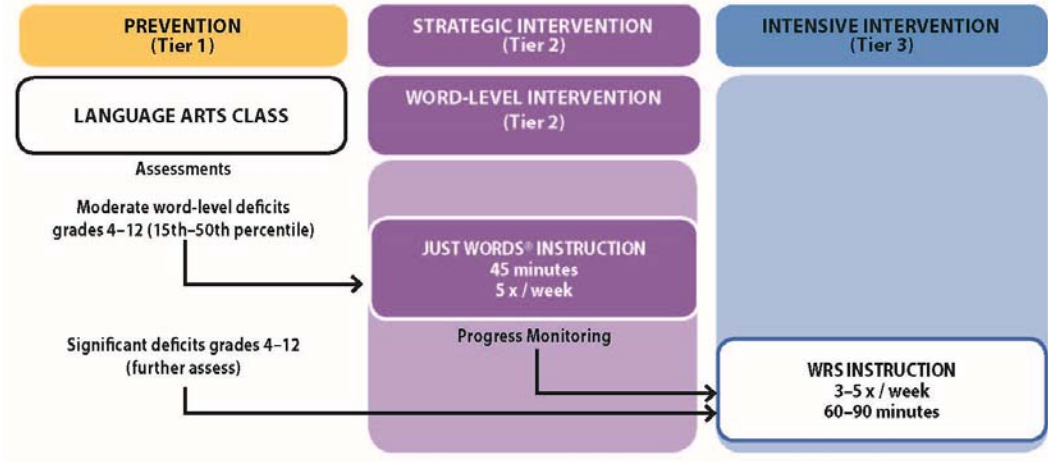 PREVENTION
(Tier 1)
STRATEGIC INTERVENTION
(Tier 2)
INTENSIVE INTERVENTION
(Tier 3)
LANGUAGE ARTS CLASS
WORD-LEVEL INTERVENTION
(Tier 2)
Assessments
Moderate word-level deficits
grades 4–12 (15th–50th percentile)
JUST WORDS® INSTRUCTION
45 minutes
5 x / week
Progress Monitoring
Significant deficits grades 4–12
(further assess)
WRS INSTRUCTION
3–5 x / week
60–90 minutes